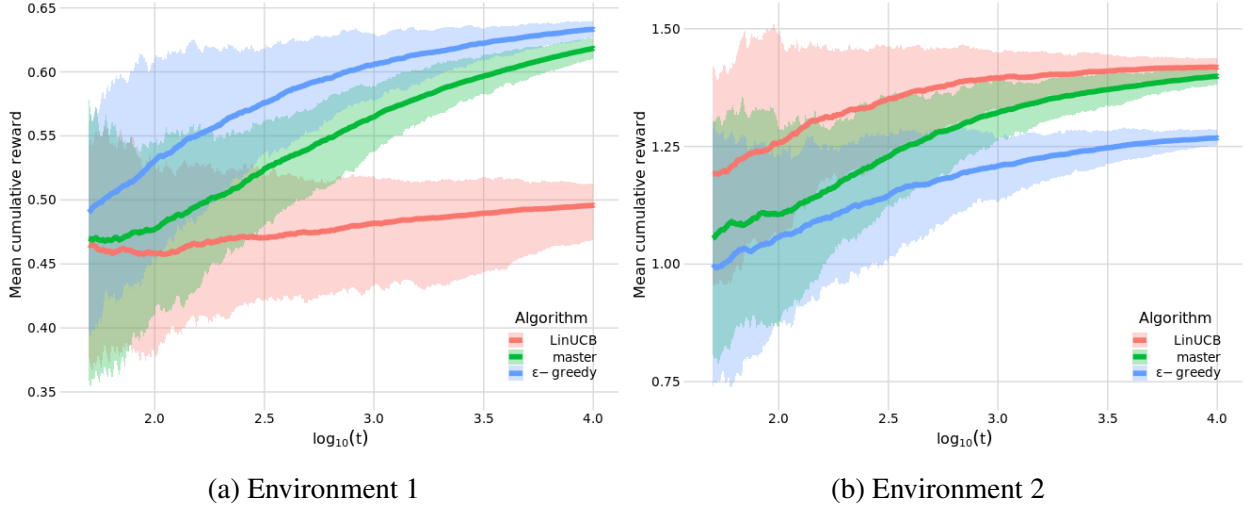 Mean cumulative reward
0.65
0.60
0.55
0.50
0.45
0.40
0.35
2.0 2.5 3.0 3.5 4.0
log₁₀(t)
Algorithm
LinUCB
master
ε− greedy
(a) Environment 1
Mean cumulative reward
1.50
1.25
1.00
0.75
2.0 2.5 3.0 3.5 4.0
log₁₀(t)
Algorithm
LinUCB
master
ε− greedy
(b) Environment 2